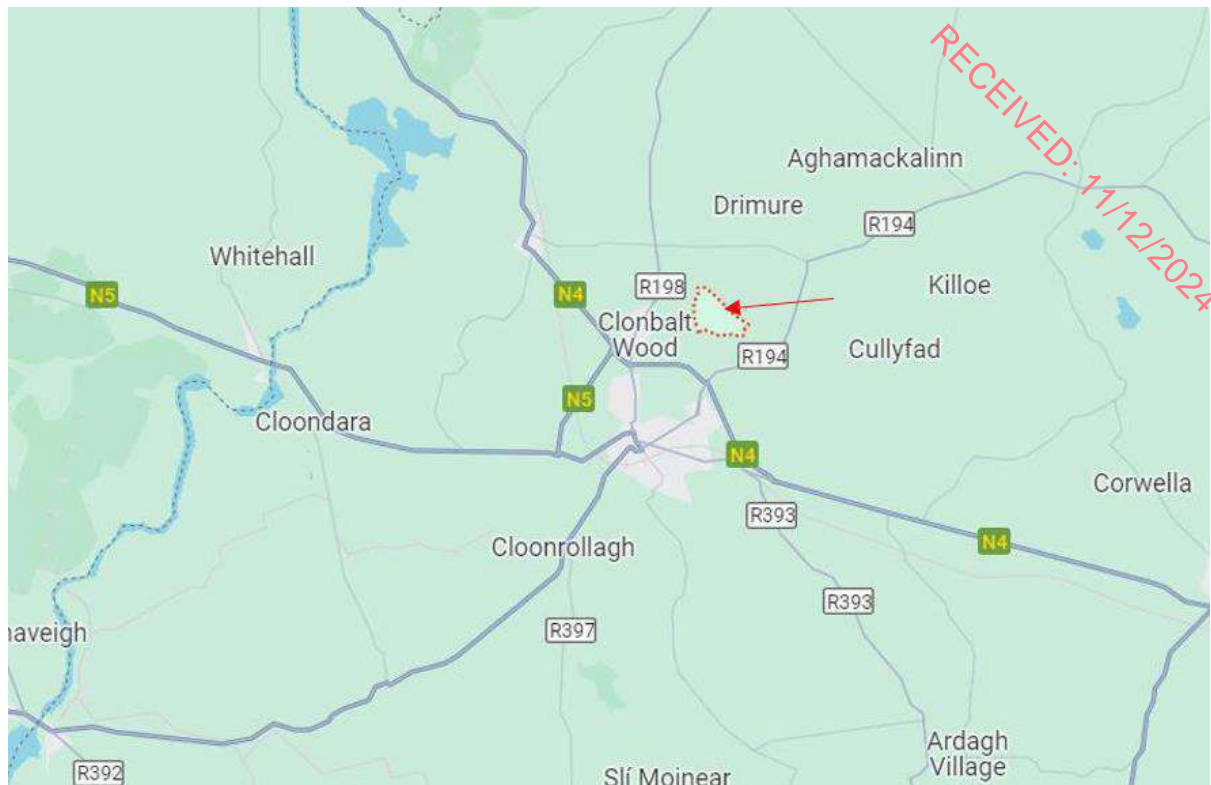 RECEIVED: 11/12/2024
Aghamackalinn
Drimure
R194
Whitehall
Killoe
R198
N5
N4
Clonbalt
Wood
R194
Cullyfad
N5
Cloondara
N4
Corwella
R393
N4
Cloonrollagh
R393
R397
naveigh
Ardagh
Village
R392
Slí Moinear